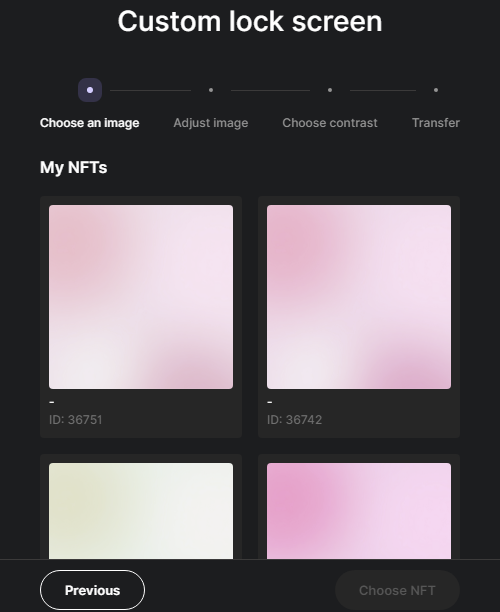 Custom lock screen
Choose an image
Adjust image
Choose contrast
Transfer
My NFTs
-
ID: 36751
-
ID: 36742
Previous
Choose NFT